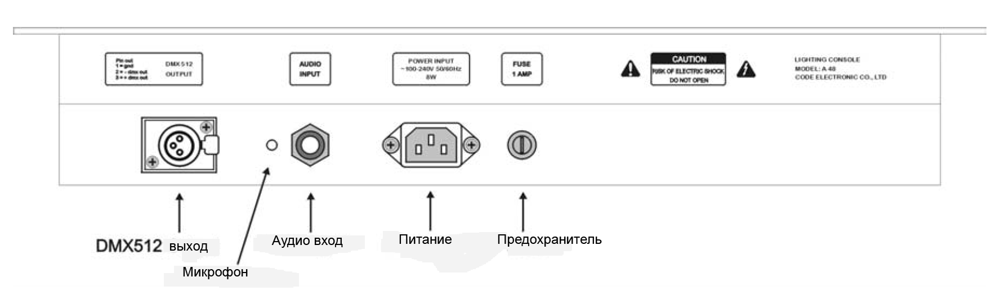 Pin out
1 = gnd
2 = - dmx out
3 = + dmx out
DMX512
OUTPUT
AUDIO
INPUT
POWER INPUT
~100-240V 50/60Hz
8W
FUSE
1 AMP
CAUTION
RISK OF ELECTRIC SHOCK
DO NOT OPEN
LIGHTING CONSOLE
MODEL: A 48
CODE ELECTRONIC CO., LTD
DMX512 выход
Микрофон
Аудио вход
Питание
Предохранитель